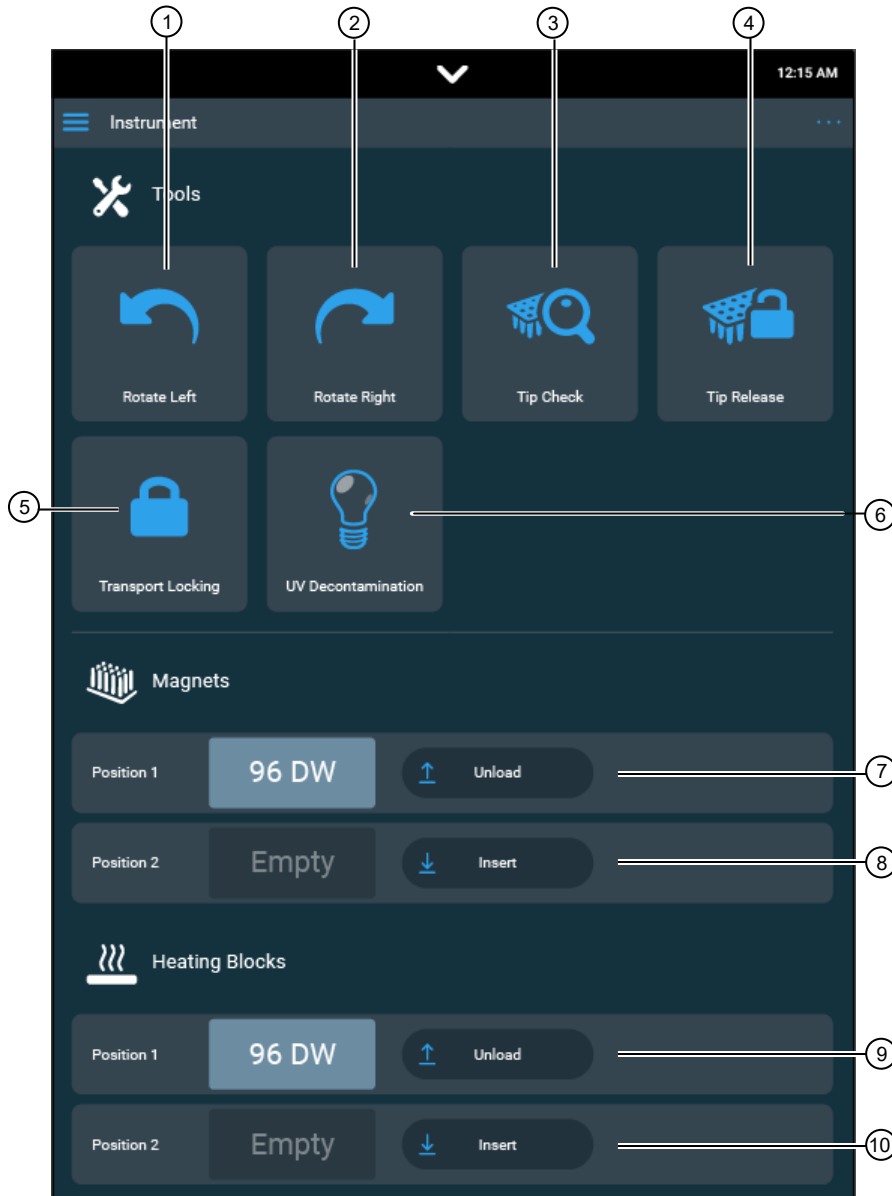 1 2 3 4
12:15 AM
Instrument
Tools
Rotate Left Rotate Right Tip Check Tip Release
5 6
Transport Locking UV Decontamination
Magnets
Position 1 96 DW Unload 7
Position 2 Empty Insert 8
Heating Blocks
Position 1 96 DW Unload 9
Position 2 Empty Insert 10